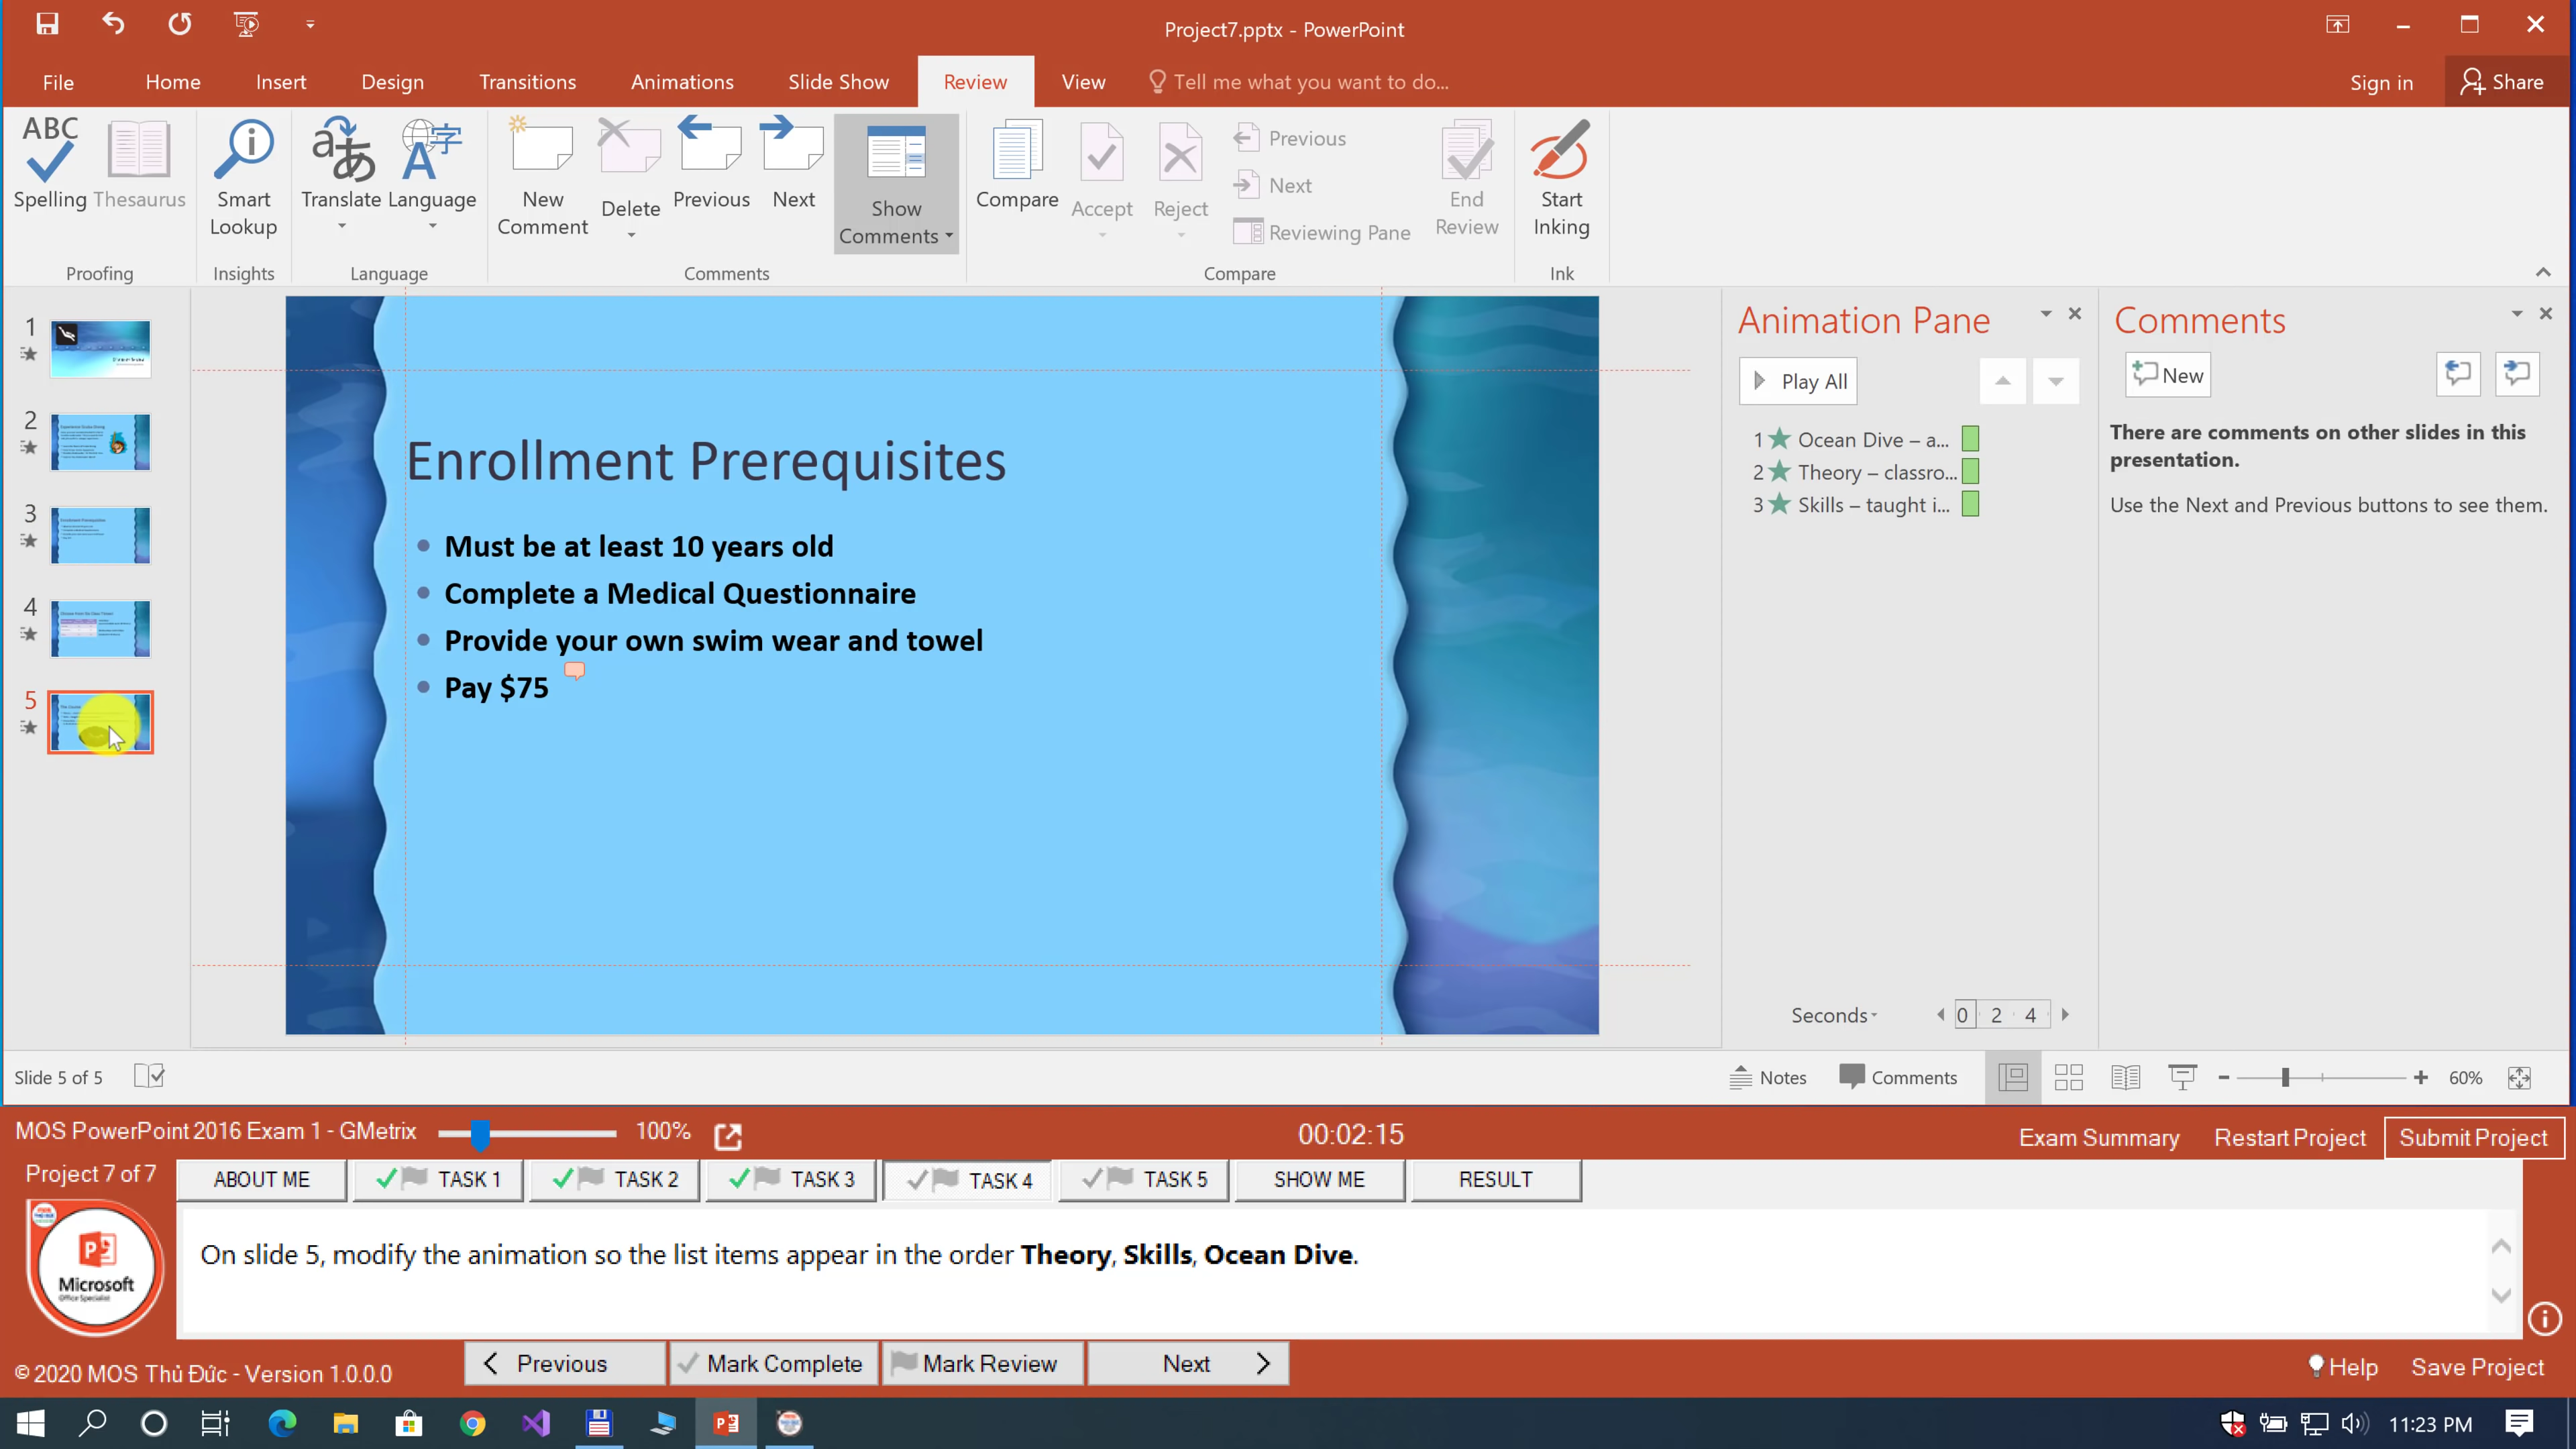 Project7.pptx - PowerPoint
File
Home
Insert
Design
Transitions
Animations
Slide Show
Review
View
Tell me what you want to do...
Sign in
Share
ABC
Spelling
Thesaurus
Smart Lookup
Translate
Language
New Comment
Delete
Previous
Next
Show Comments
Compare
Accept
Reject
Previous
Next
Reviewing Pane
End Review
Start Inking
Proofing
Insights
Language
Comments
Compare
Ink
1
2
3
4
5
Enrollment Prerequisites
Must be at least 10 years old
Complete a Medical Questionnaire
Provide your own swim wear and towel
Pay $75
Animation Pane
Play All
1 Ocean Dive – a...
2 Theory – classro...
3 Skills – taught i...
Seconds
0 2 4
Comments
New
There are comments on other slides in this
presentation.
Use the Next and Previous buttons to see them.
Slide 5 of 5
Notes
Comments
60%
MOS PowerPoint 2016 Exam 1 - GMetrix
100%
00:02:15
Exam Summary
Restart Project
Submit Project
Project 7 of 7
ABOUT ME
TASK 1
TASK 2
TASK 3
TASK 4
TASK 5
SHOW ME
RESULT
Microsoft
Office Specialist
On slide 5, modify the animation so the list items appear in the order Theory, Skills, Ocean Dive.
Previous
Mark Complete
Mark Review
Next
© 2020 MOS Thủ Đức - Version 1.0.0.0
Help
Save Project
11:23 PM